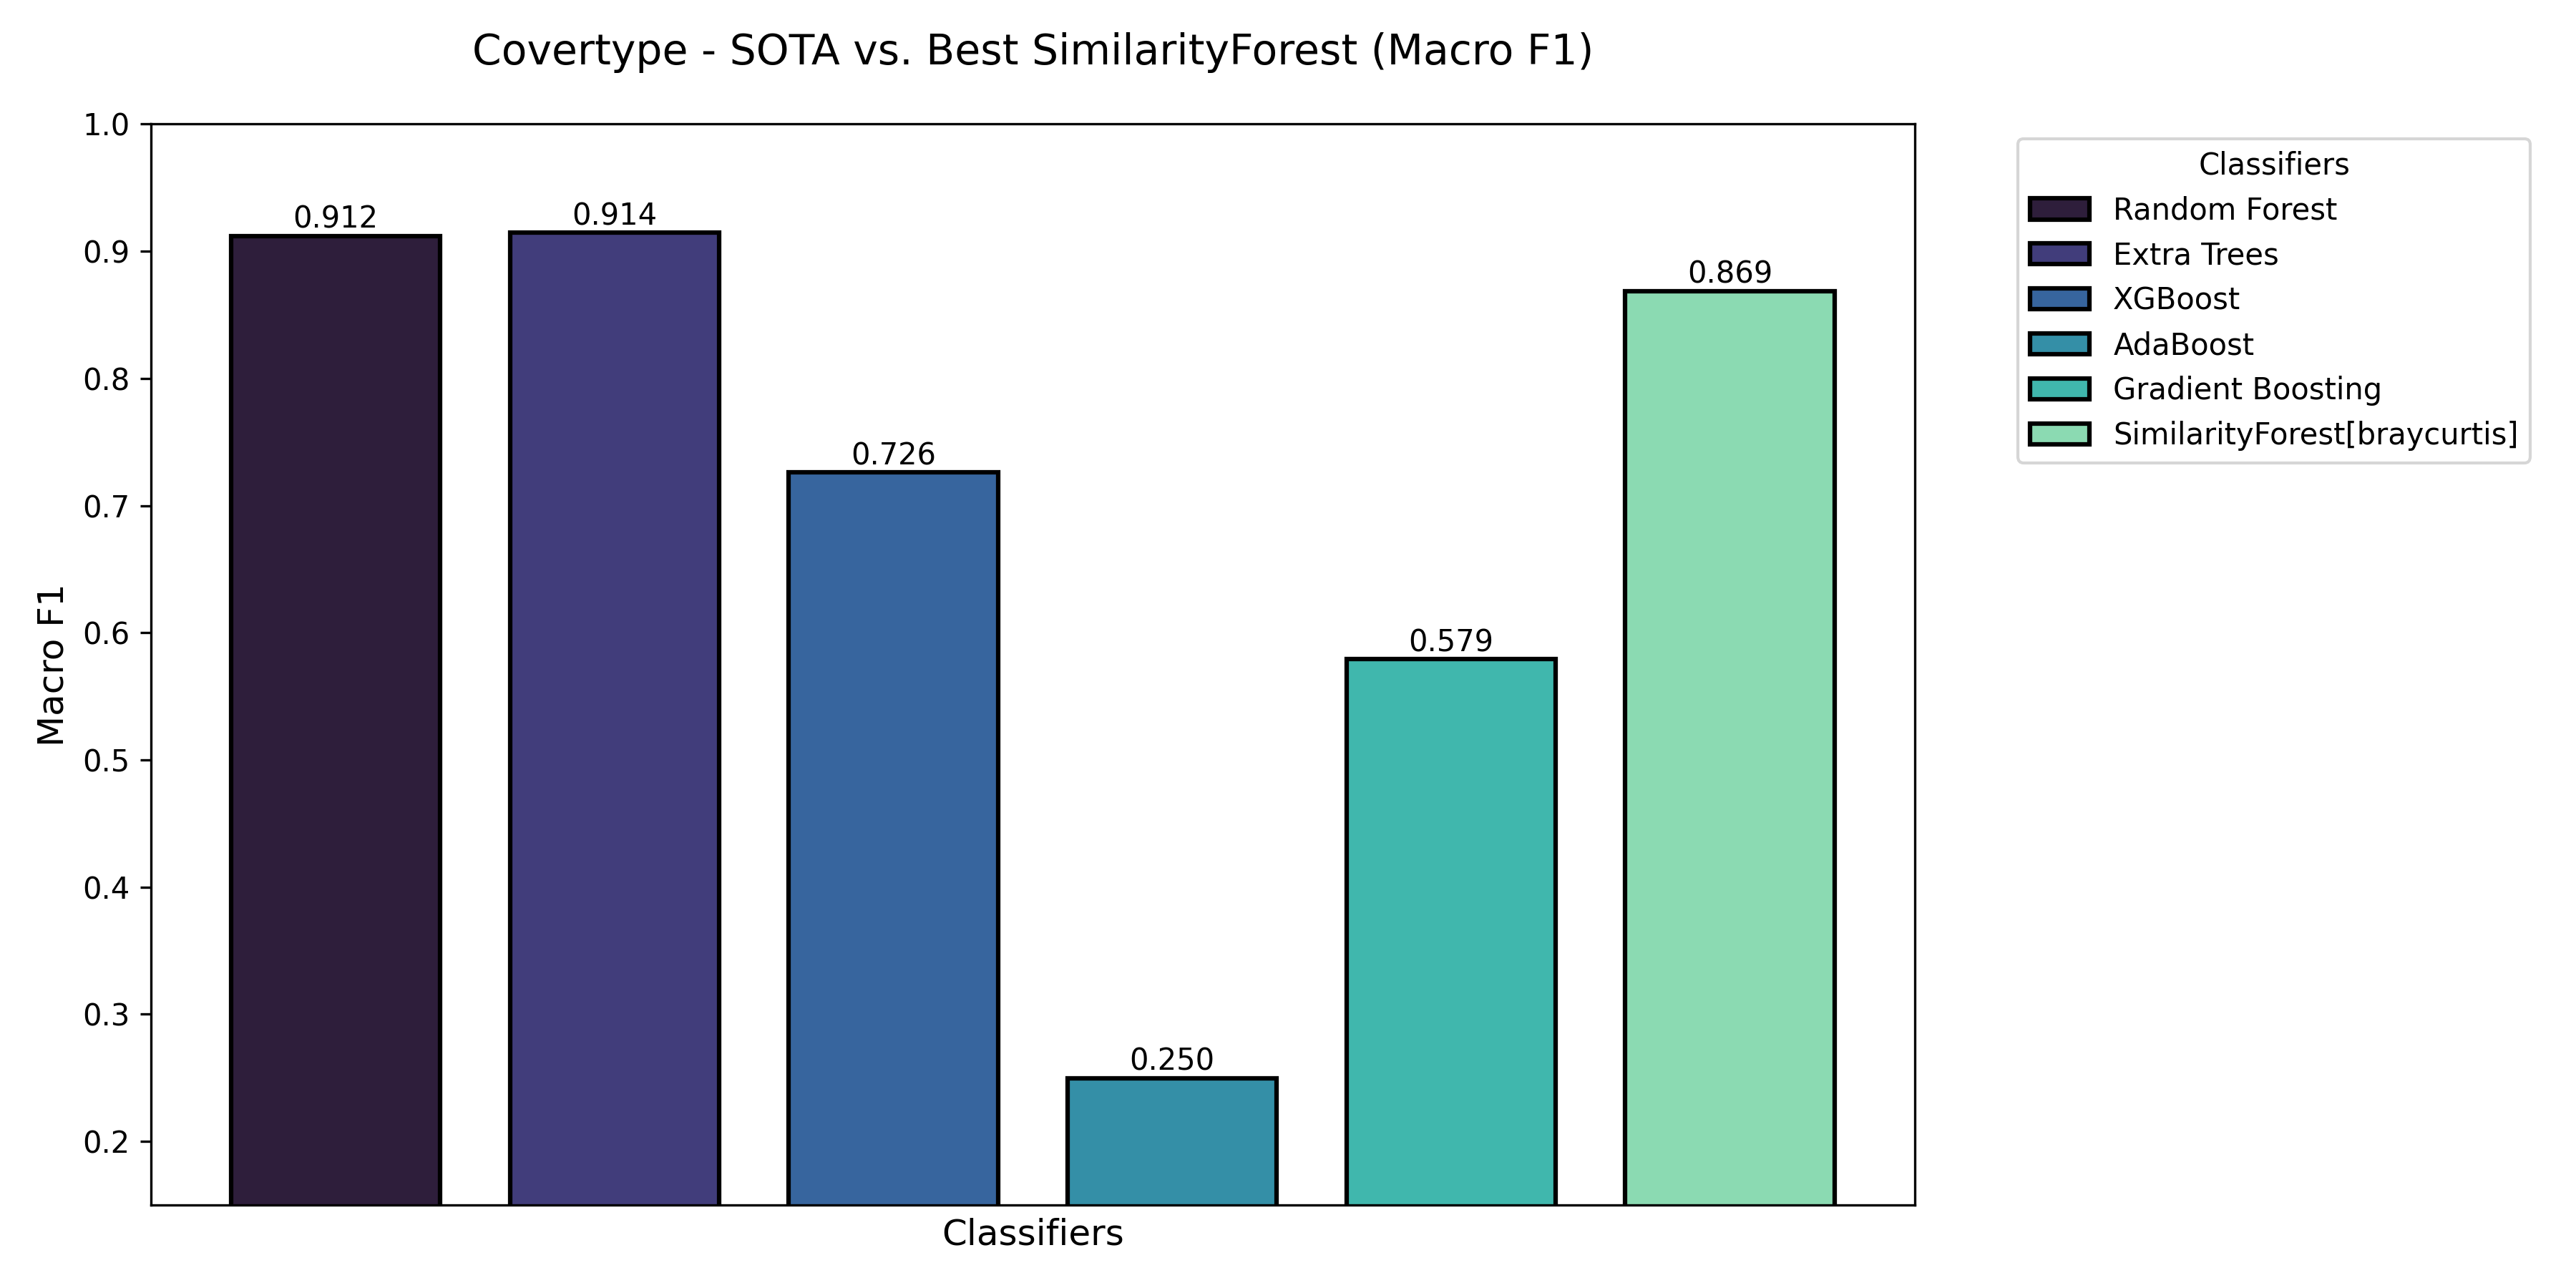 Covertype - SOTA vs. Best SimilarityForest (Macro F1)
Macro F1
1.0
0.9
0.8
0.7
0.6
0.5
0.4
0.3
0.2
0.912
0.914
0.726
0.250
0.579
0.869
Classifiers
Classifiers
Random Forest
Extra Trees
XGBoost
AdaBoost
Gradient Boosting
SimilarityForest[braycurtis]